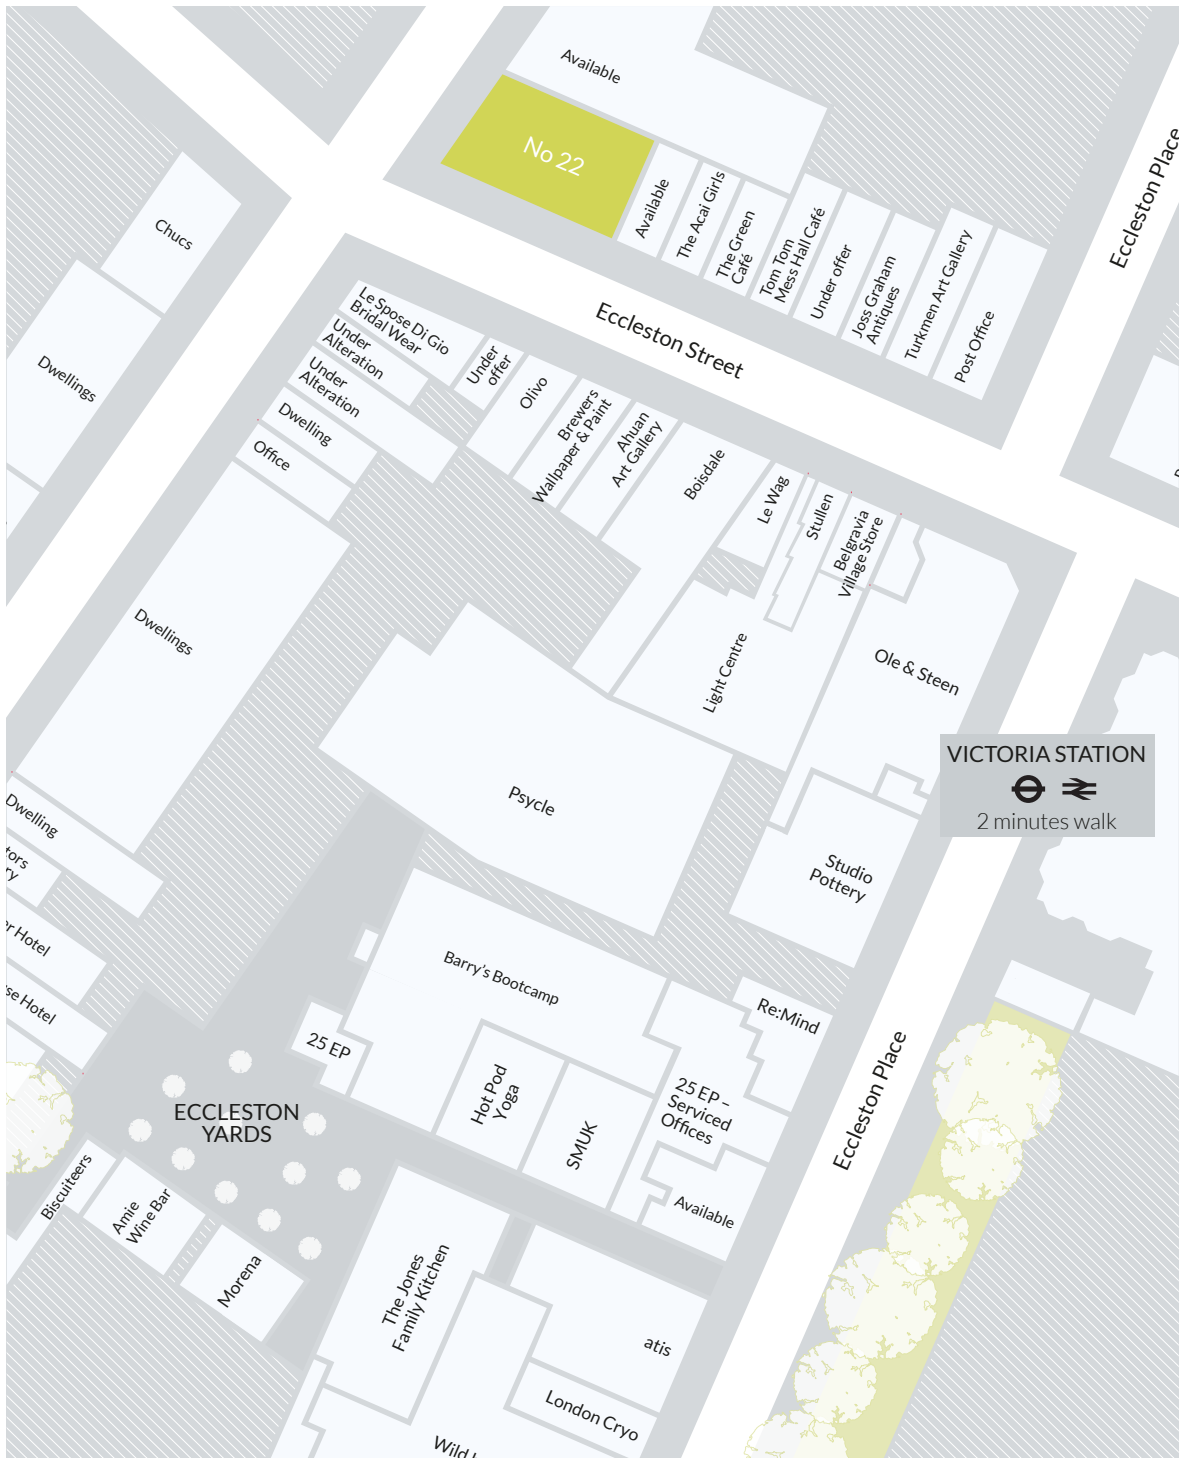 Available
No 22
Available
The Acai Girls
The Green
Café
Tom Tom
Mess Hall Café
Under offer
Joss Graham
Antiques
Turkmen Art Gallery
Post Office
Eccleston Place
Chucs
Dwellings
Eccleston Street
Le Spose Di Gio
Bridal Wear
Under
Alteration
Under
Alteration
Dwelling
Office
Under
offer
Olivo
Brewers
Wallpaper & Paint
Ahuan
Art Gallery
Boisdale
Le Wag
Stullen
Belgravia
Village Store
Dwellings
Light Centre
Ole & Steen
VICTORIA STATION
2 minutes walk
Psycle
Dwelling
Studio
Pottery
Hotel
Hotel
Barry's Bootcamp
Re:Mind
25 EP
Hot Pod
Yoga
SMUK
25 EP –
Serviced
Offices
Available
Eccleston Place
ECCLESTON
YARDS
Biscuiteers
Amie
Wine Bar
Morena
The Jones
Family Kitchen
atis
London Cryo
Wild